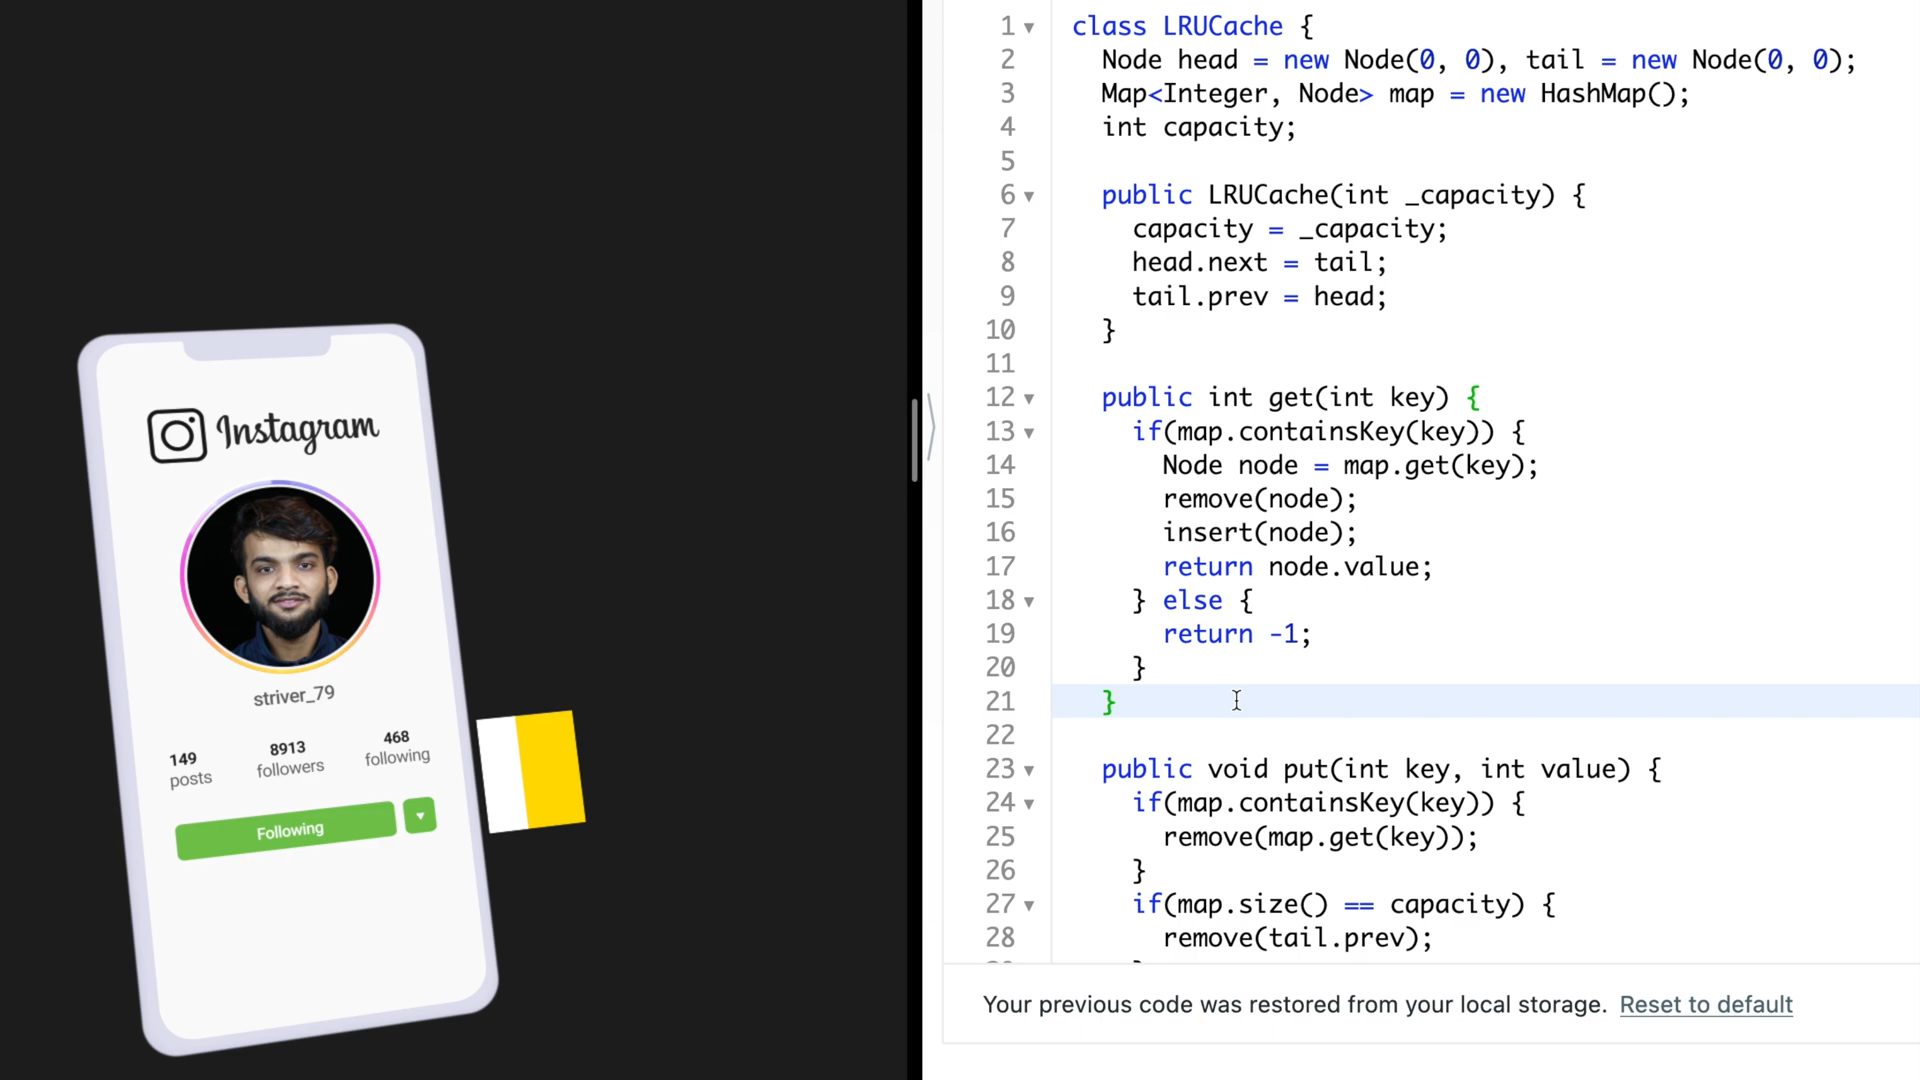 Instagram
striver_79
149 8913 468
posts followers following
Following
1 class LRUCache {
2 Node head = new Node(0, 0), tail = new Node(0, 0);
3 Map<Integer, Node> map = new HashMap();
4 int capacity;
5
6 public LRUCache(int _capacity) {
7 capacity = _capacity;
8 head.next = tail;
9 tail.prev = head;
10 }
11
12 public int get(int key) {
13 if(map.containsKey(key)) {
14 Node node = map.get(key);
15 remove(node);
16 insert(node);
17 return node.value;
18 } else {
19 return -1;
20 }
21 }
22
23 public void put(int key, int value) {
24 if(map.containsKey(key)) {
25 remove(map.get(key));
26 }
27 if(map.size() == capacity) {
28 remove(tail.prev);
Your previous code was restored from your local storage. Reset to default